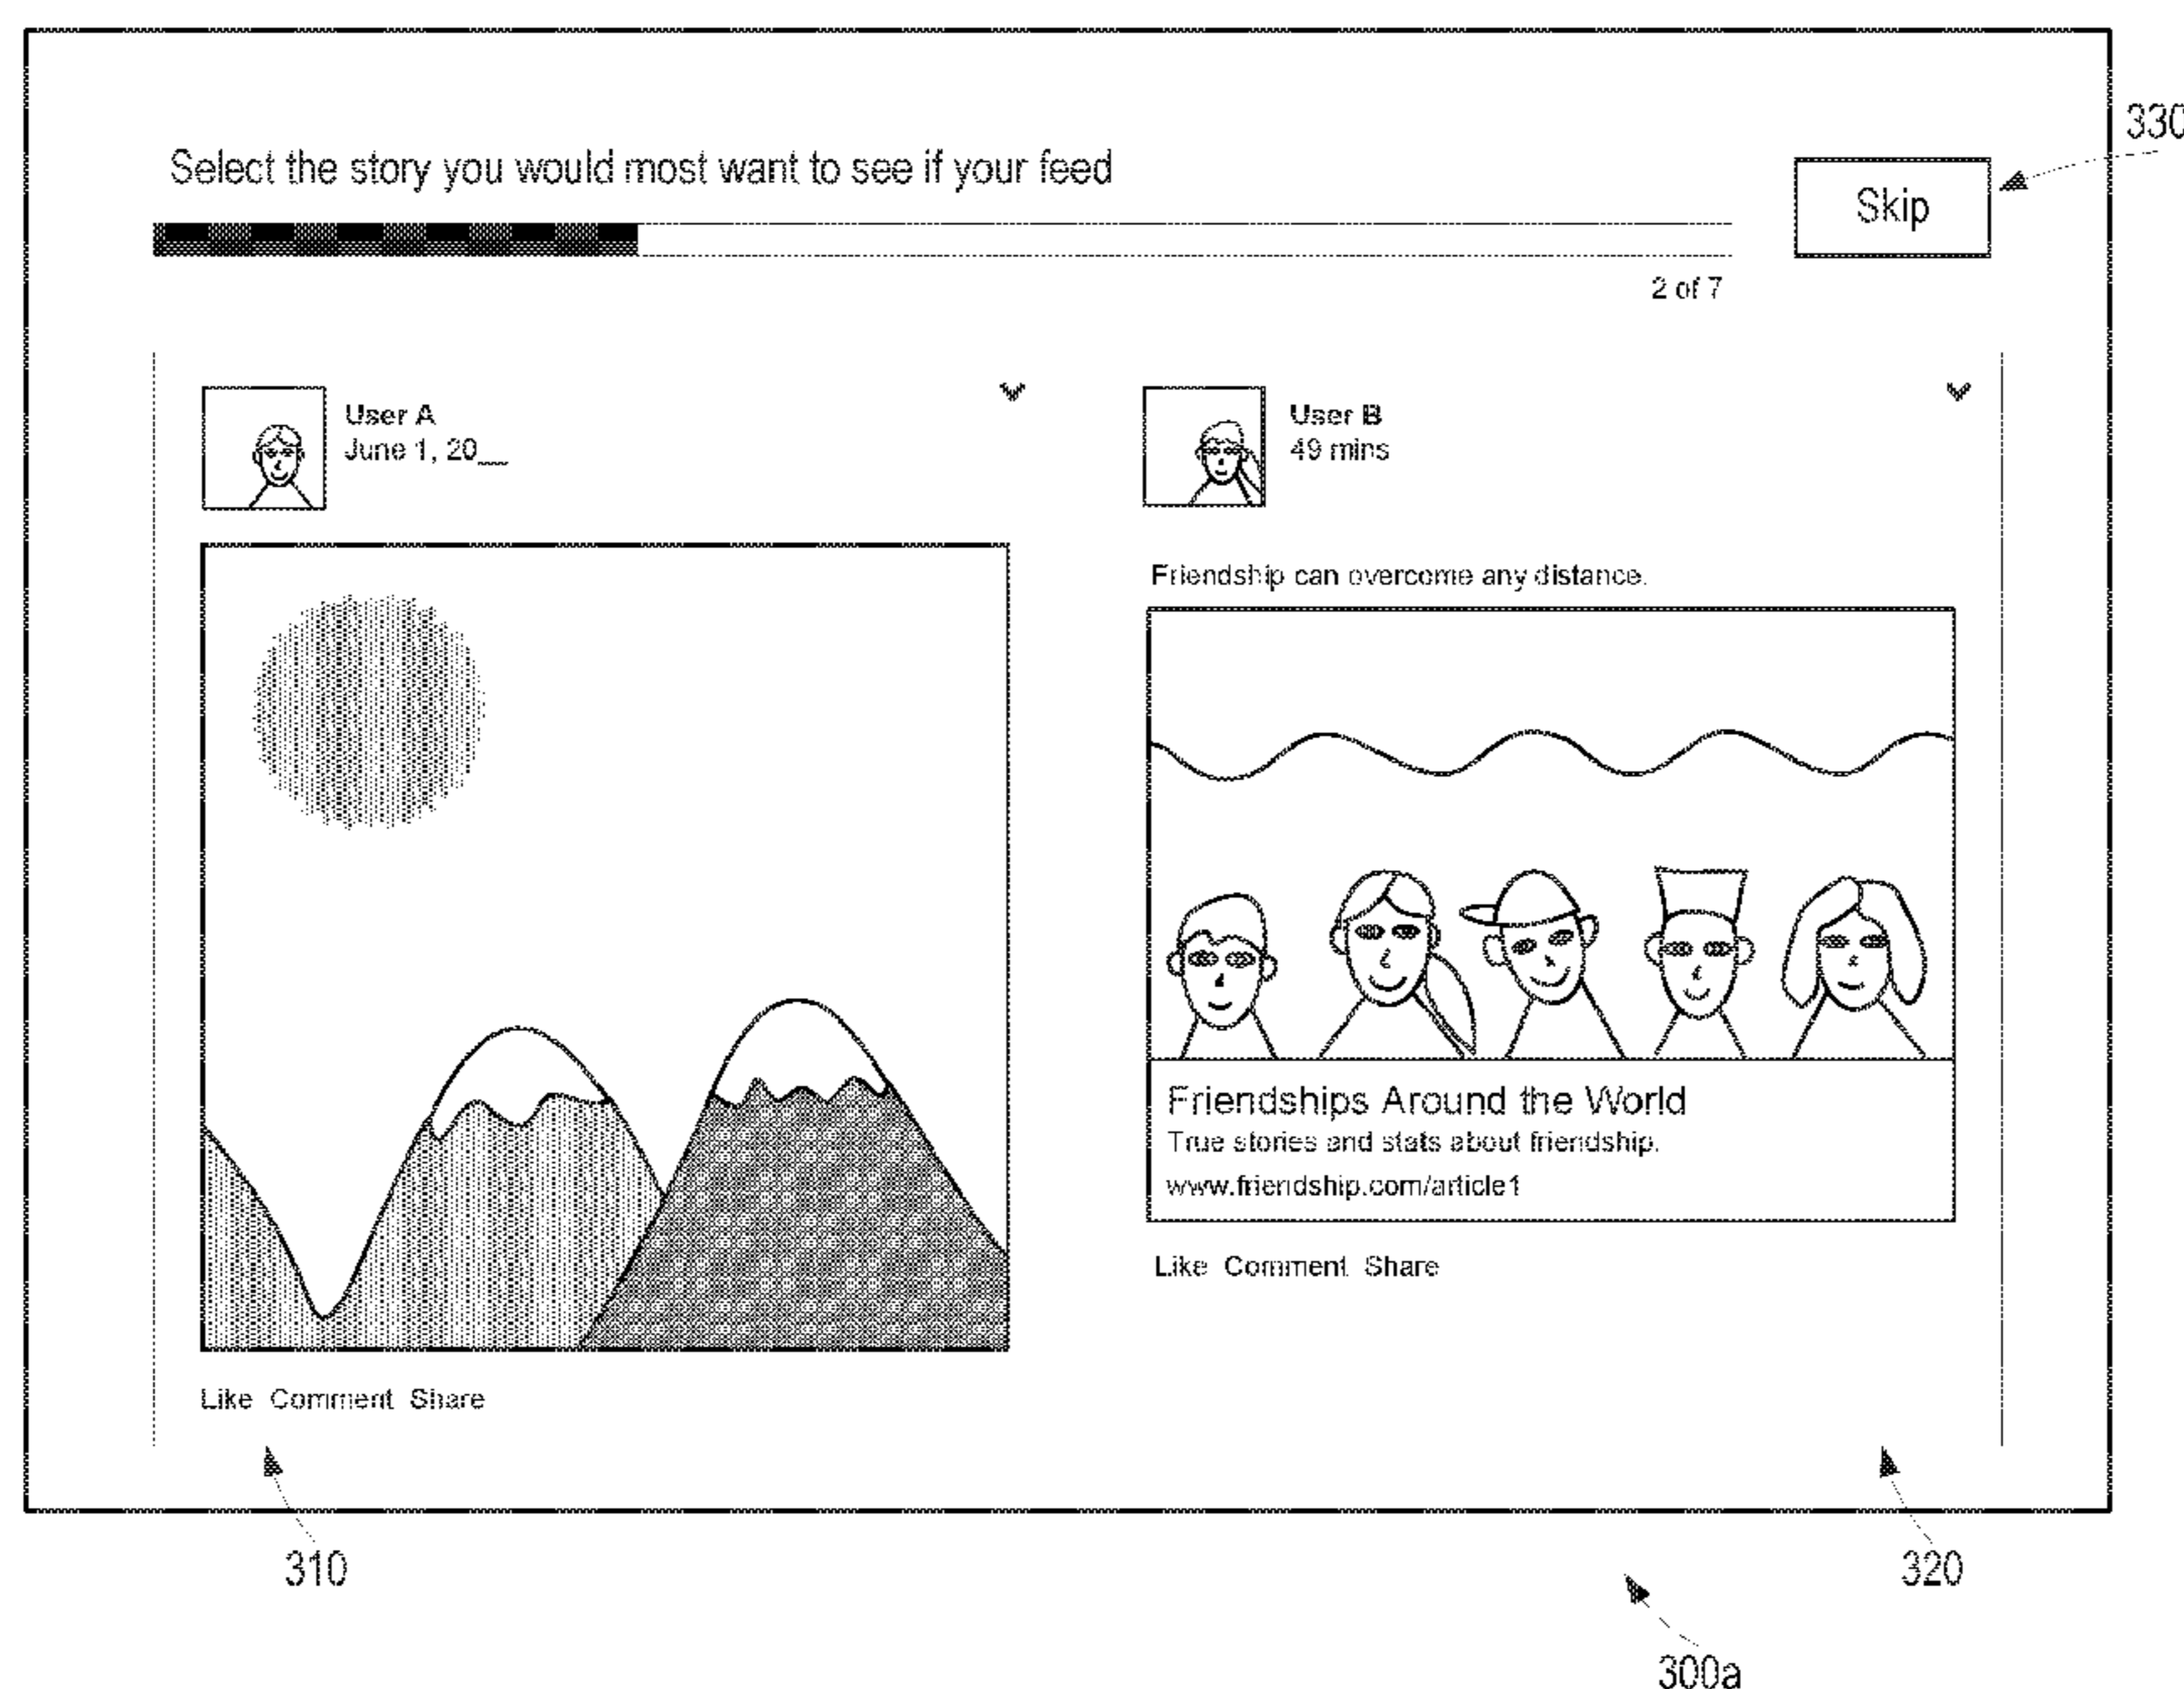 330
Select the story you would most want to see if your feed
Skip
2 of 7
User A
June 1, 20__
User B
49 mins
Friendship can overcome any distance.
Friendships Around the World
True stories and stats about friendship.
www.friendship.com/article1
Like Comment Share
Like Comment Share
310
320
300a